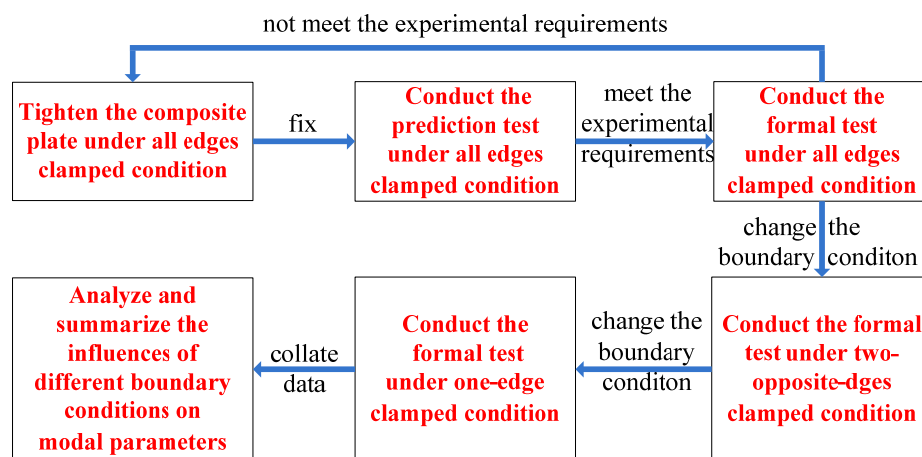 not meet the experimental requirements
Tighten the composite
plate under all edges
clamped condition
fix
Conduct the
prediction test
under all edges
clamped condition
meet the
experimental
requirements
Conduct the
formal test
under all edges
clamped condition
change the
boundary conditon
Conduct the formal
test under two-
opposite-dges
clamped condition
change the
boundary
conditon
Conduct the
formal test
under one-edge
clamped condition
collate
data
Analyze and
summarize the
influences of
different boundary
conditions on
modal parameters